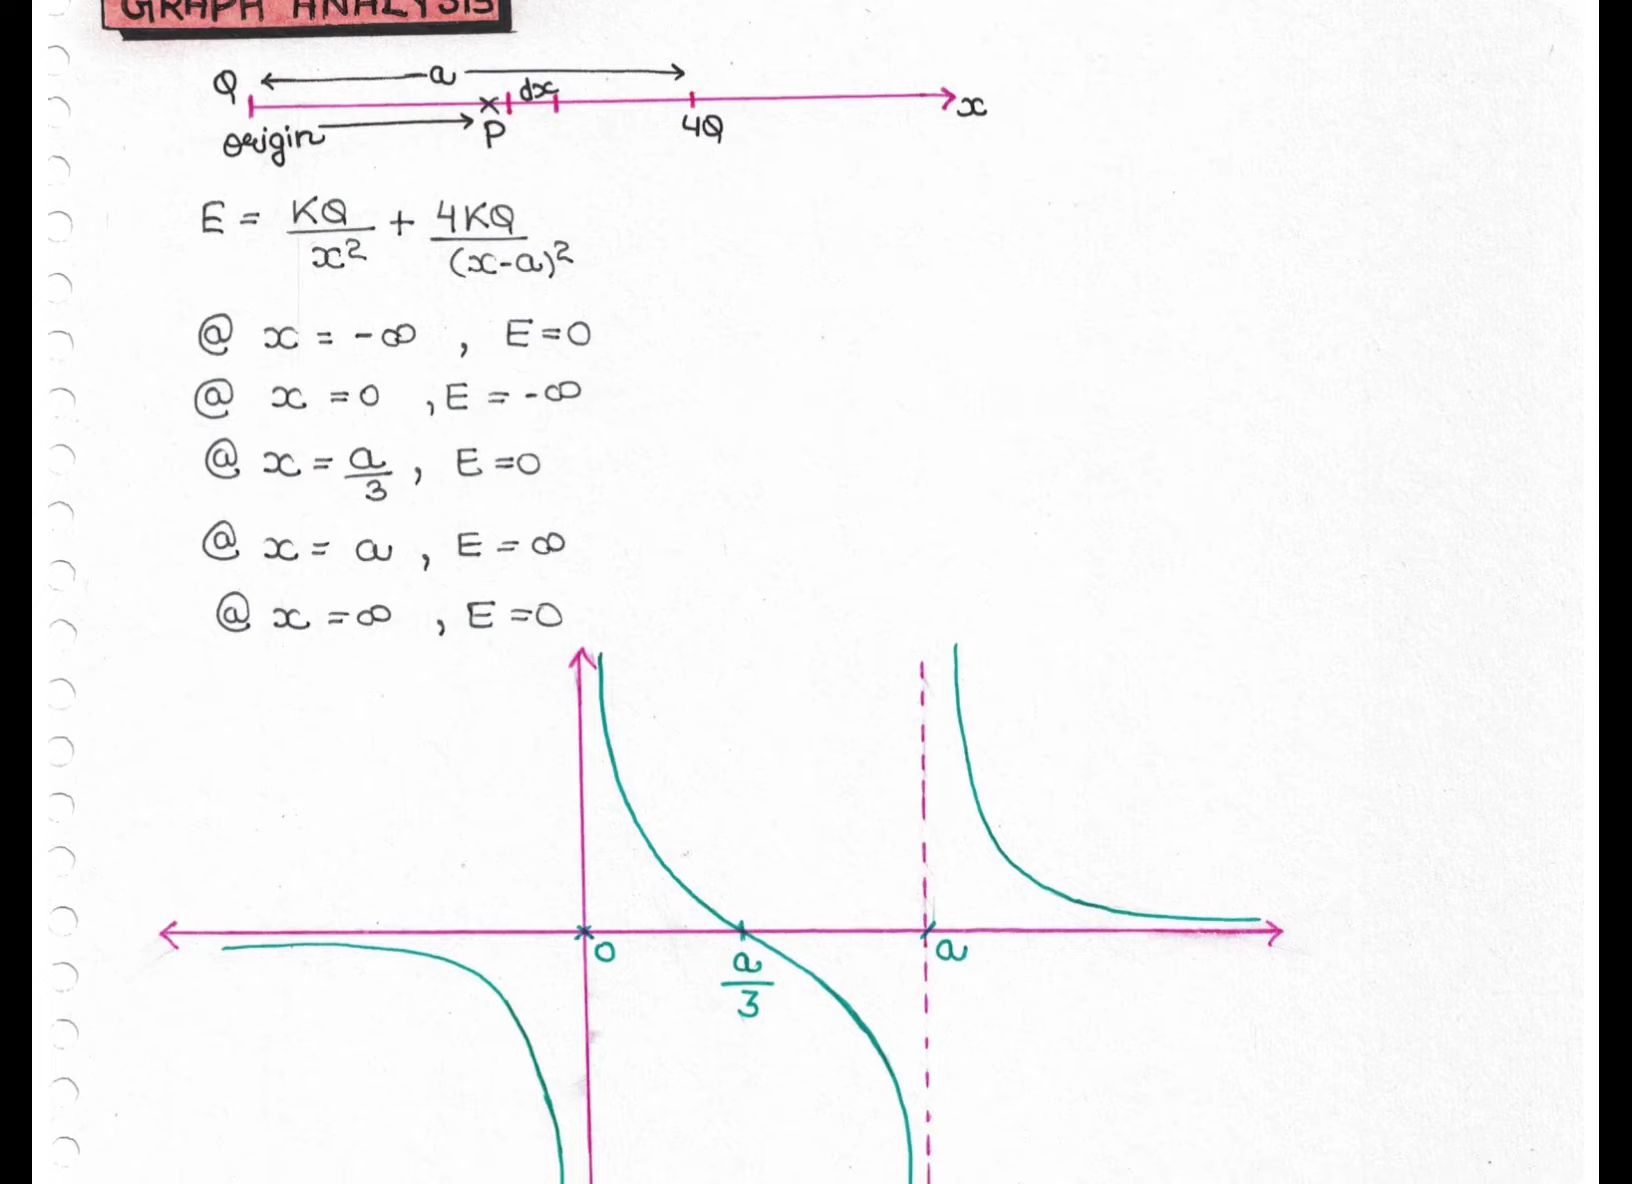 GRAPH ANALYSIS
Q a dx x
origin P 4Q
E = KQ/x² + 4KQ/(x-a)²
@ x = -∞ , E=0
@ x =0 , E = -∞
@ x = a/3 , E =0
@ x = a , E = ∞
@ x =∞ , E =0
0 a/3 a